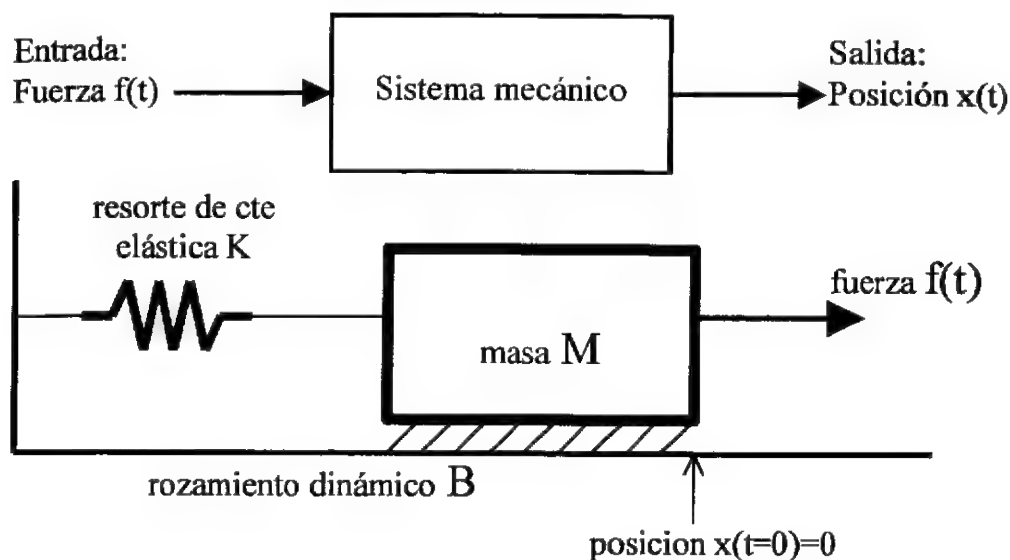 Entrada:
Fuerza f(t)
Sistema mecánico
Salida:
Posición x(t)
resorte de cte
elástica K
fuerza f(t)
masa M
rozamiento dinámico B
posicion x(t=0)=0